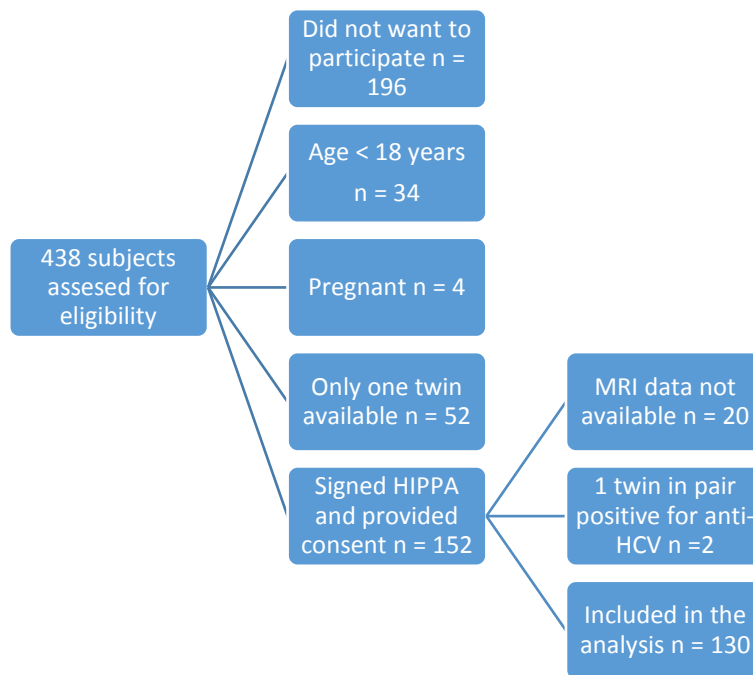 438 subjects
assesed for
eligibility
Did not want to
participate n =
196
Age < 18 years
n = 34
Pregnant n = 4
Only one twin
available n = 52
Signed HIPPA
and provided
consent n = 152
MRI data not
available n = 20
1 twin in pair
positive for anti-
HCV n =2
Included in the
analysis n = 130